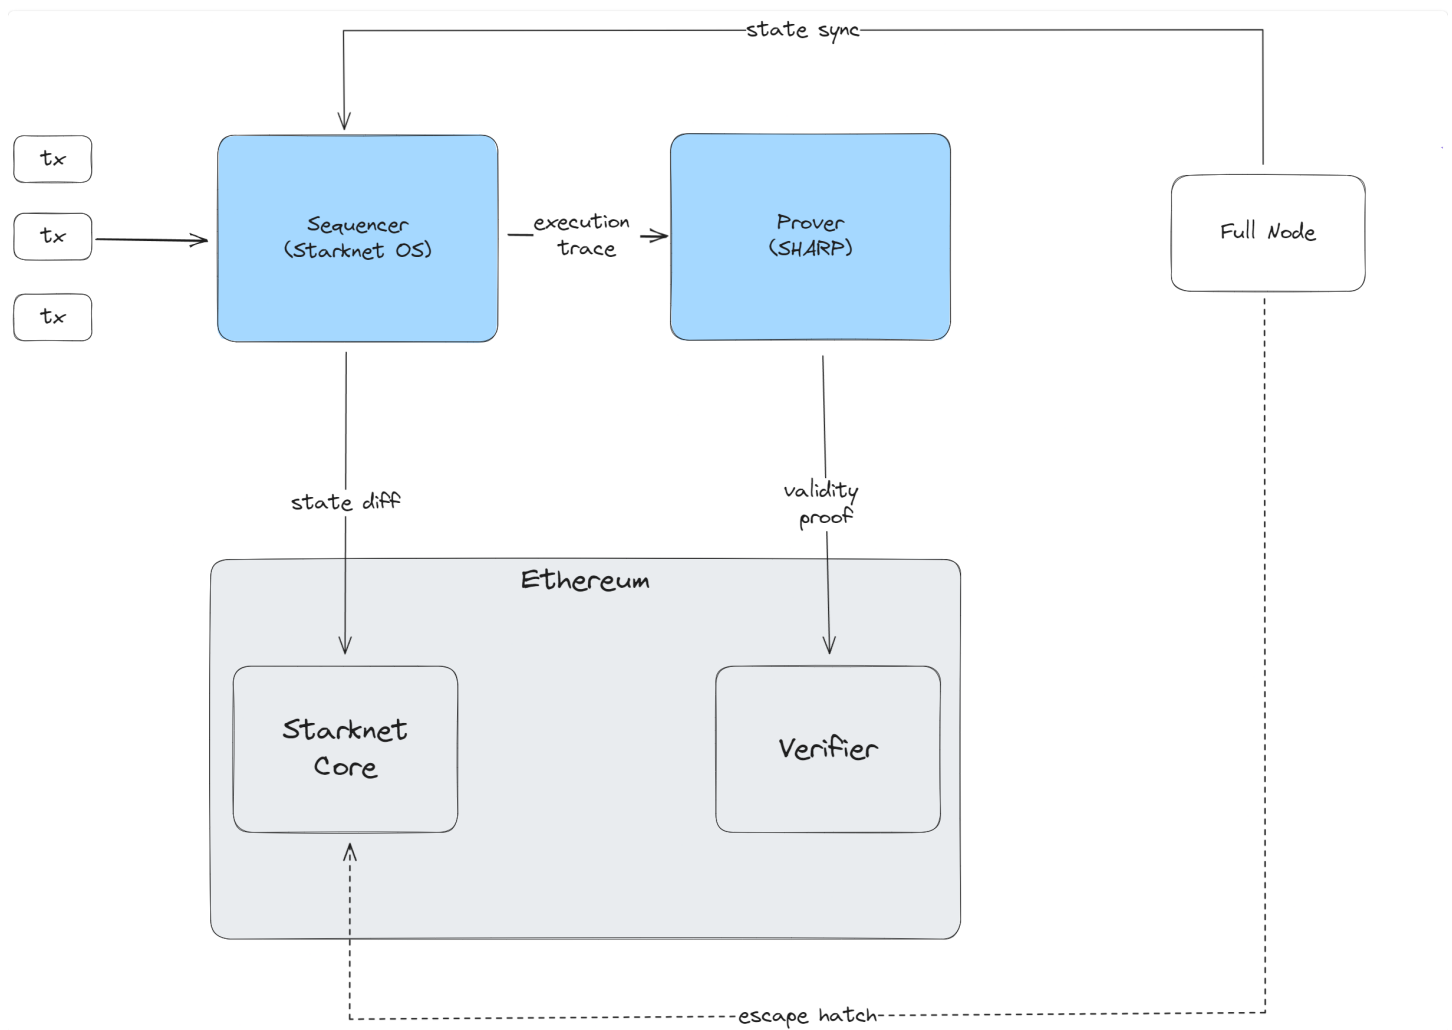 state sync
tx
tx
tx
Sequencer
(Starknet OS)
execution
trace
Prover
(SHARP)
Full Node
state diff
validity
proof
Ethereum
Starknet
Core
Verifier
escape hatch